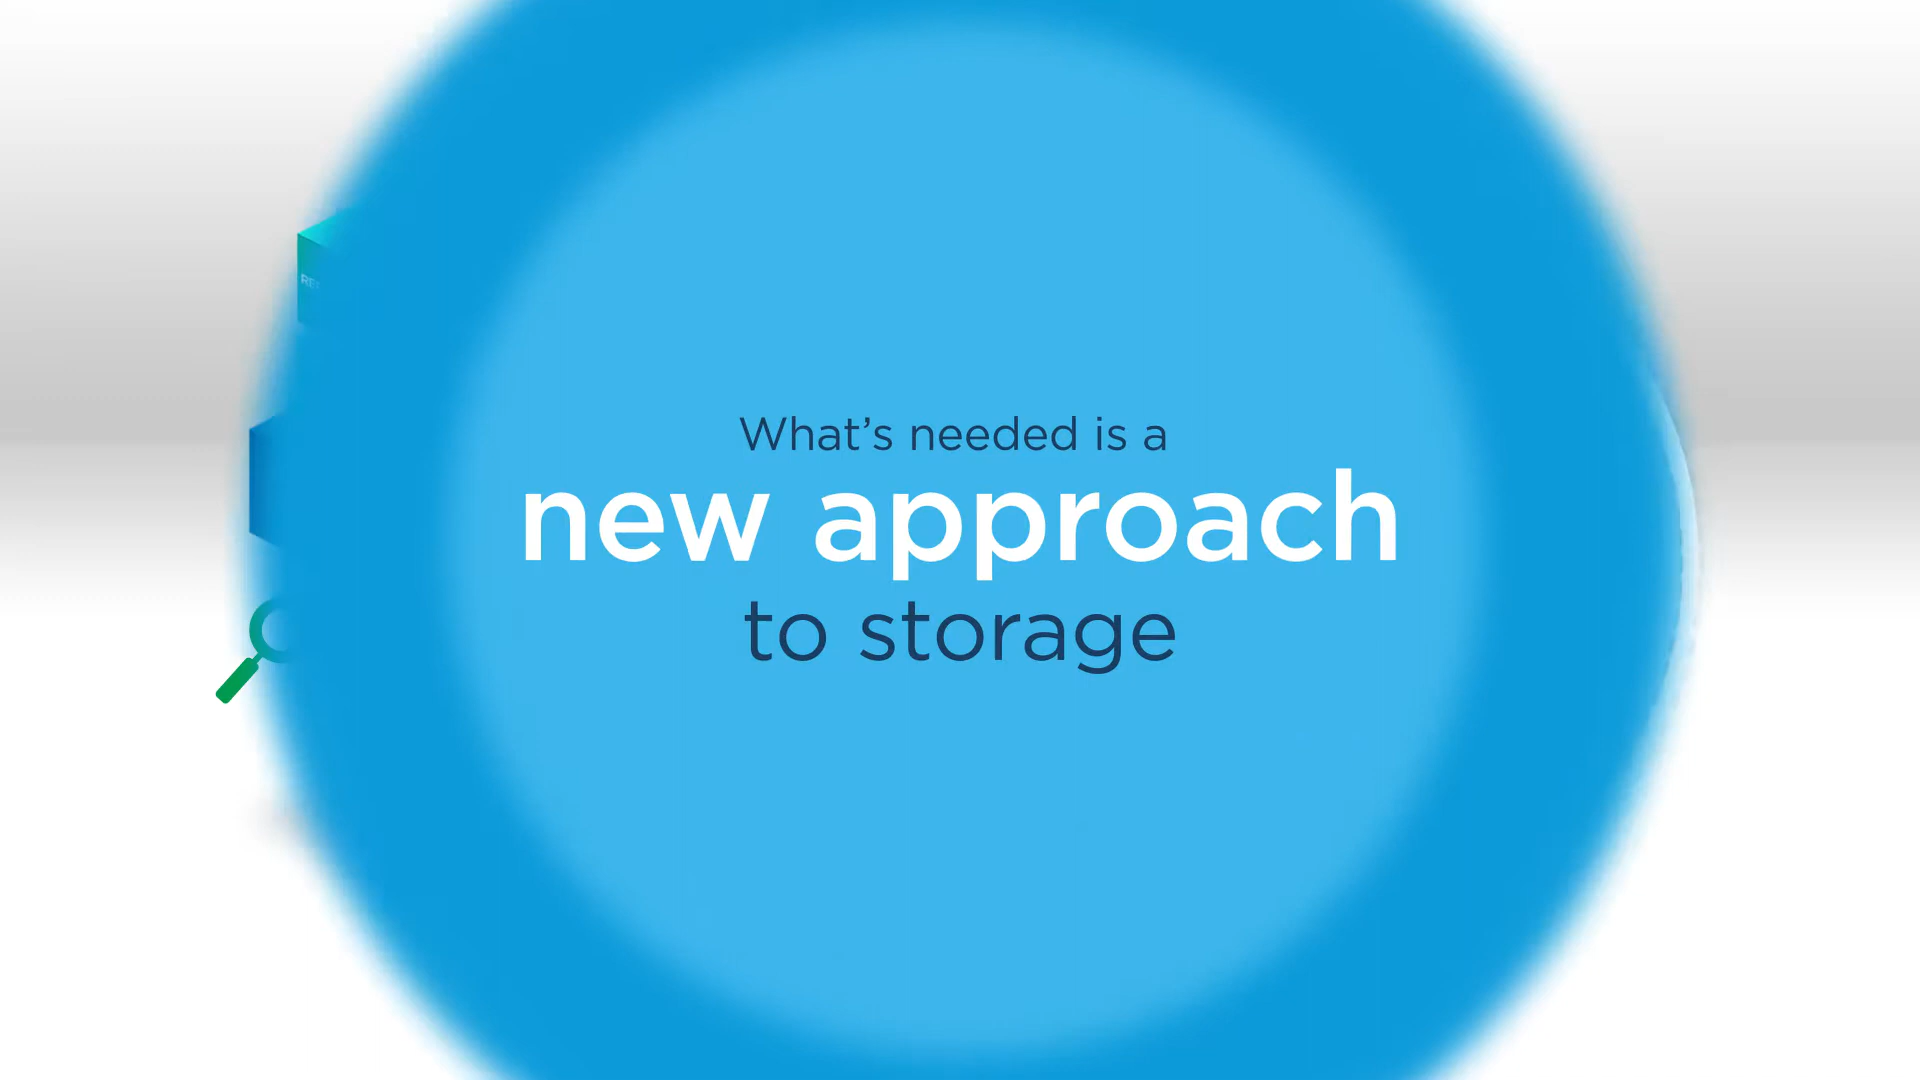 What’s needed is a
new approach
to storage